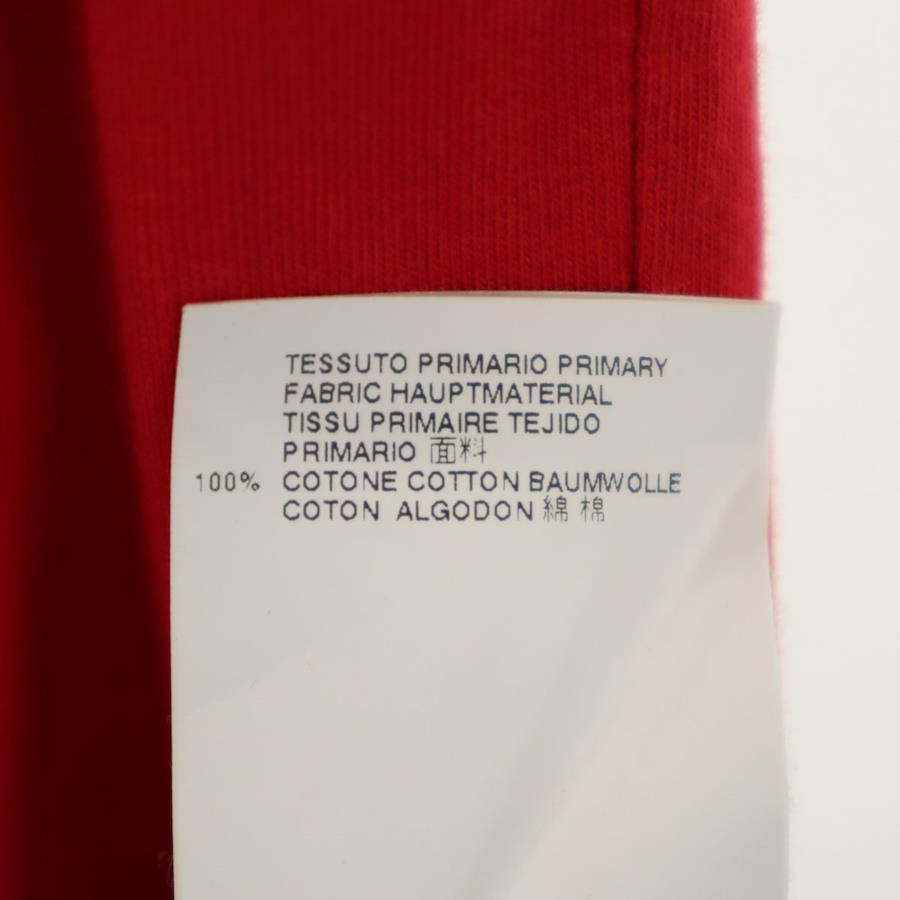 TESSUTO PRIMARIO PRIMARY
FABRIC HAUPTMATERIAL
TISSU PRIMAIRE TEJIDO
PRIMARIO 面料
100% COTONE COTTON BAUMWOLLE
COTON ALGODON 綿 棉